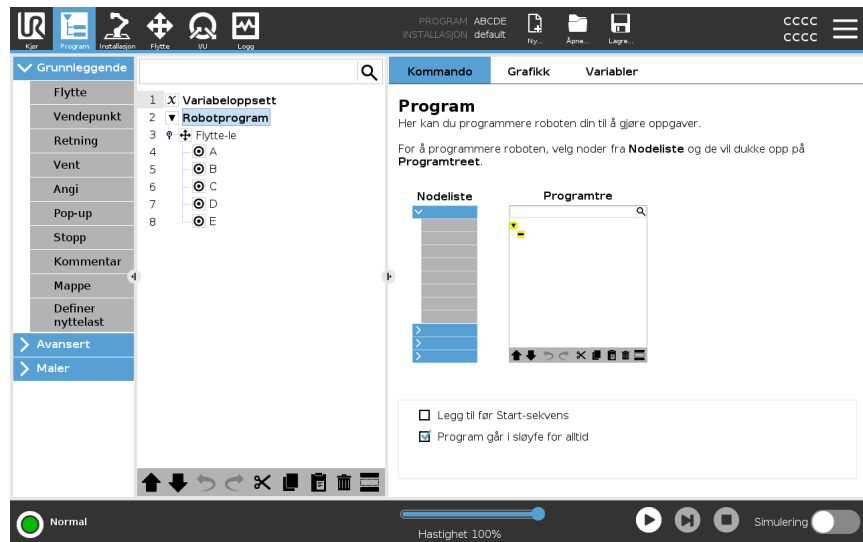 Kjør
Program
Installasjon
Flytte
I/U
Logg
PROGRAM ABCDE
INSTALLASJON default
Ny...
Åpne...
Lagre...
CCCC
CCCC
Grunnleggende
Flytte
Vendepunkt
Retning
Vent
Angi
Pop-up
Stopp
Kommentar
Mappe
Definer
nyttelast
Avansert
Maler
1 X Variabeloppsett
2 Robotprogram
3 Flytte-le
4 A
5 B
6 C
7 D
8 E
Kommando
Grafikk
Variabler
Program
Her kan du programmere roboten din til å gjøre oppgaver.
For å programmere roboten, velg noder fra Nodeliste og de vil dukke opp på
Programtreet.
Nodeliste
Programtre
Legg til før Start-sekvens
Program går i sløyfe for alltid
Normal
Hastighet 100%
Simulering